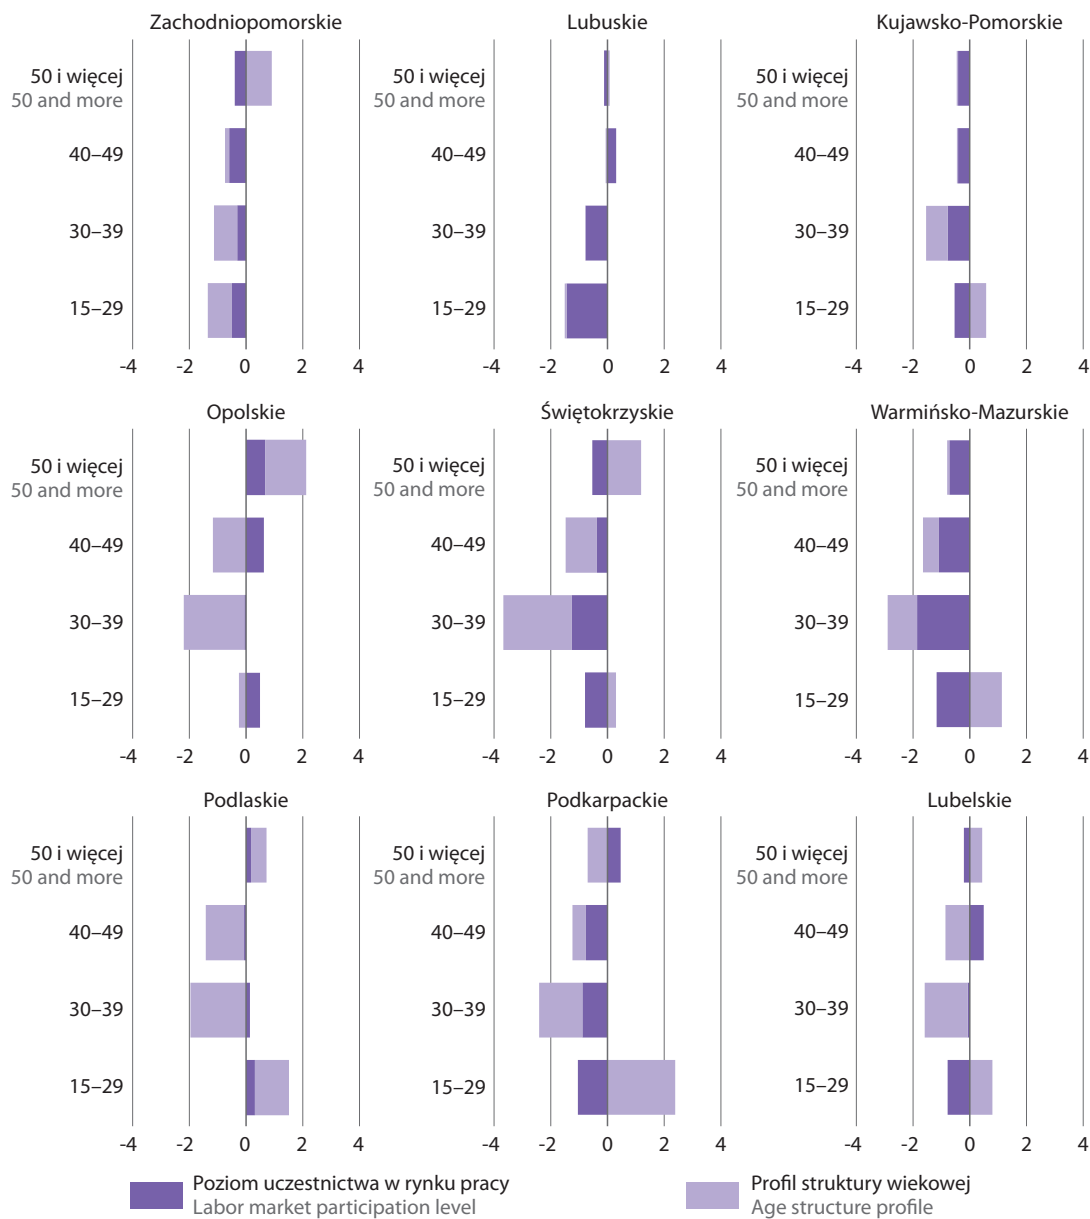 Zachodniopomorskie
50 i więcej
50 and more
40–49
30–39
15–29
-4 -2 0 2 4
Lubuskie
50 i więcej
50 and more
40–49
30–39
15–29
-4 -2 0 2 4
Kujawsko-Pomorskie
50 i więcej
50 and more
40–49
30–39
15–29
-4 -2 0 2 4
Opolskie
50 i więcej
50 and more
40–49
30–39
15–29
-4 -2 0 2 4
Świętokrzyskie
50 i więcej
50 and more
40–49
30–39
15–29
-4 -2 0 2 4
Warmińsko-Mazurskie
50 i więcej
50 and more
40–49
30–39
15–29
-4 -2 0 2 4
Podlaskie
50 i więcej
50 and more
40–49
30–39
15–29
-4 -2 0 2 4
Podkarpackie
50 i więcej
50 and more
40–49
30–39
15–29
-4 -2 0 2 4
Lubelskie
50 i więcej
50 and more
40–49
30–39
15–29
-4 -2 0 2 4
Poziom uczestnictwa w rynku pracy
Labor market participation level
Profil struktury wiekowej
Age structure profile